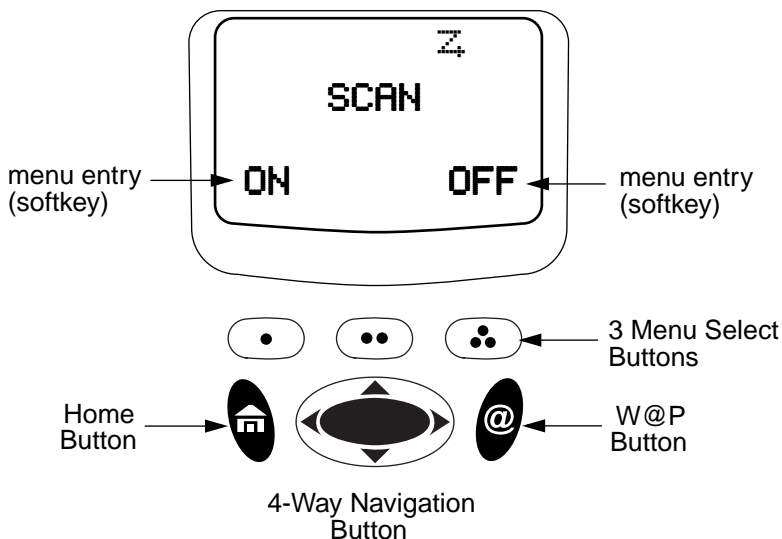 SCAN
menu entry
(softkey)
ON
OFF
menu entry
(softkey)
3 Menu Select
Buttons
Home
Button
@
W@P
Button
4-Way Navigation
Button